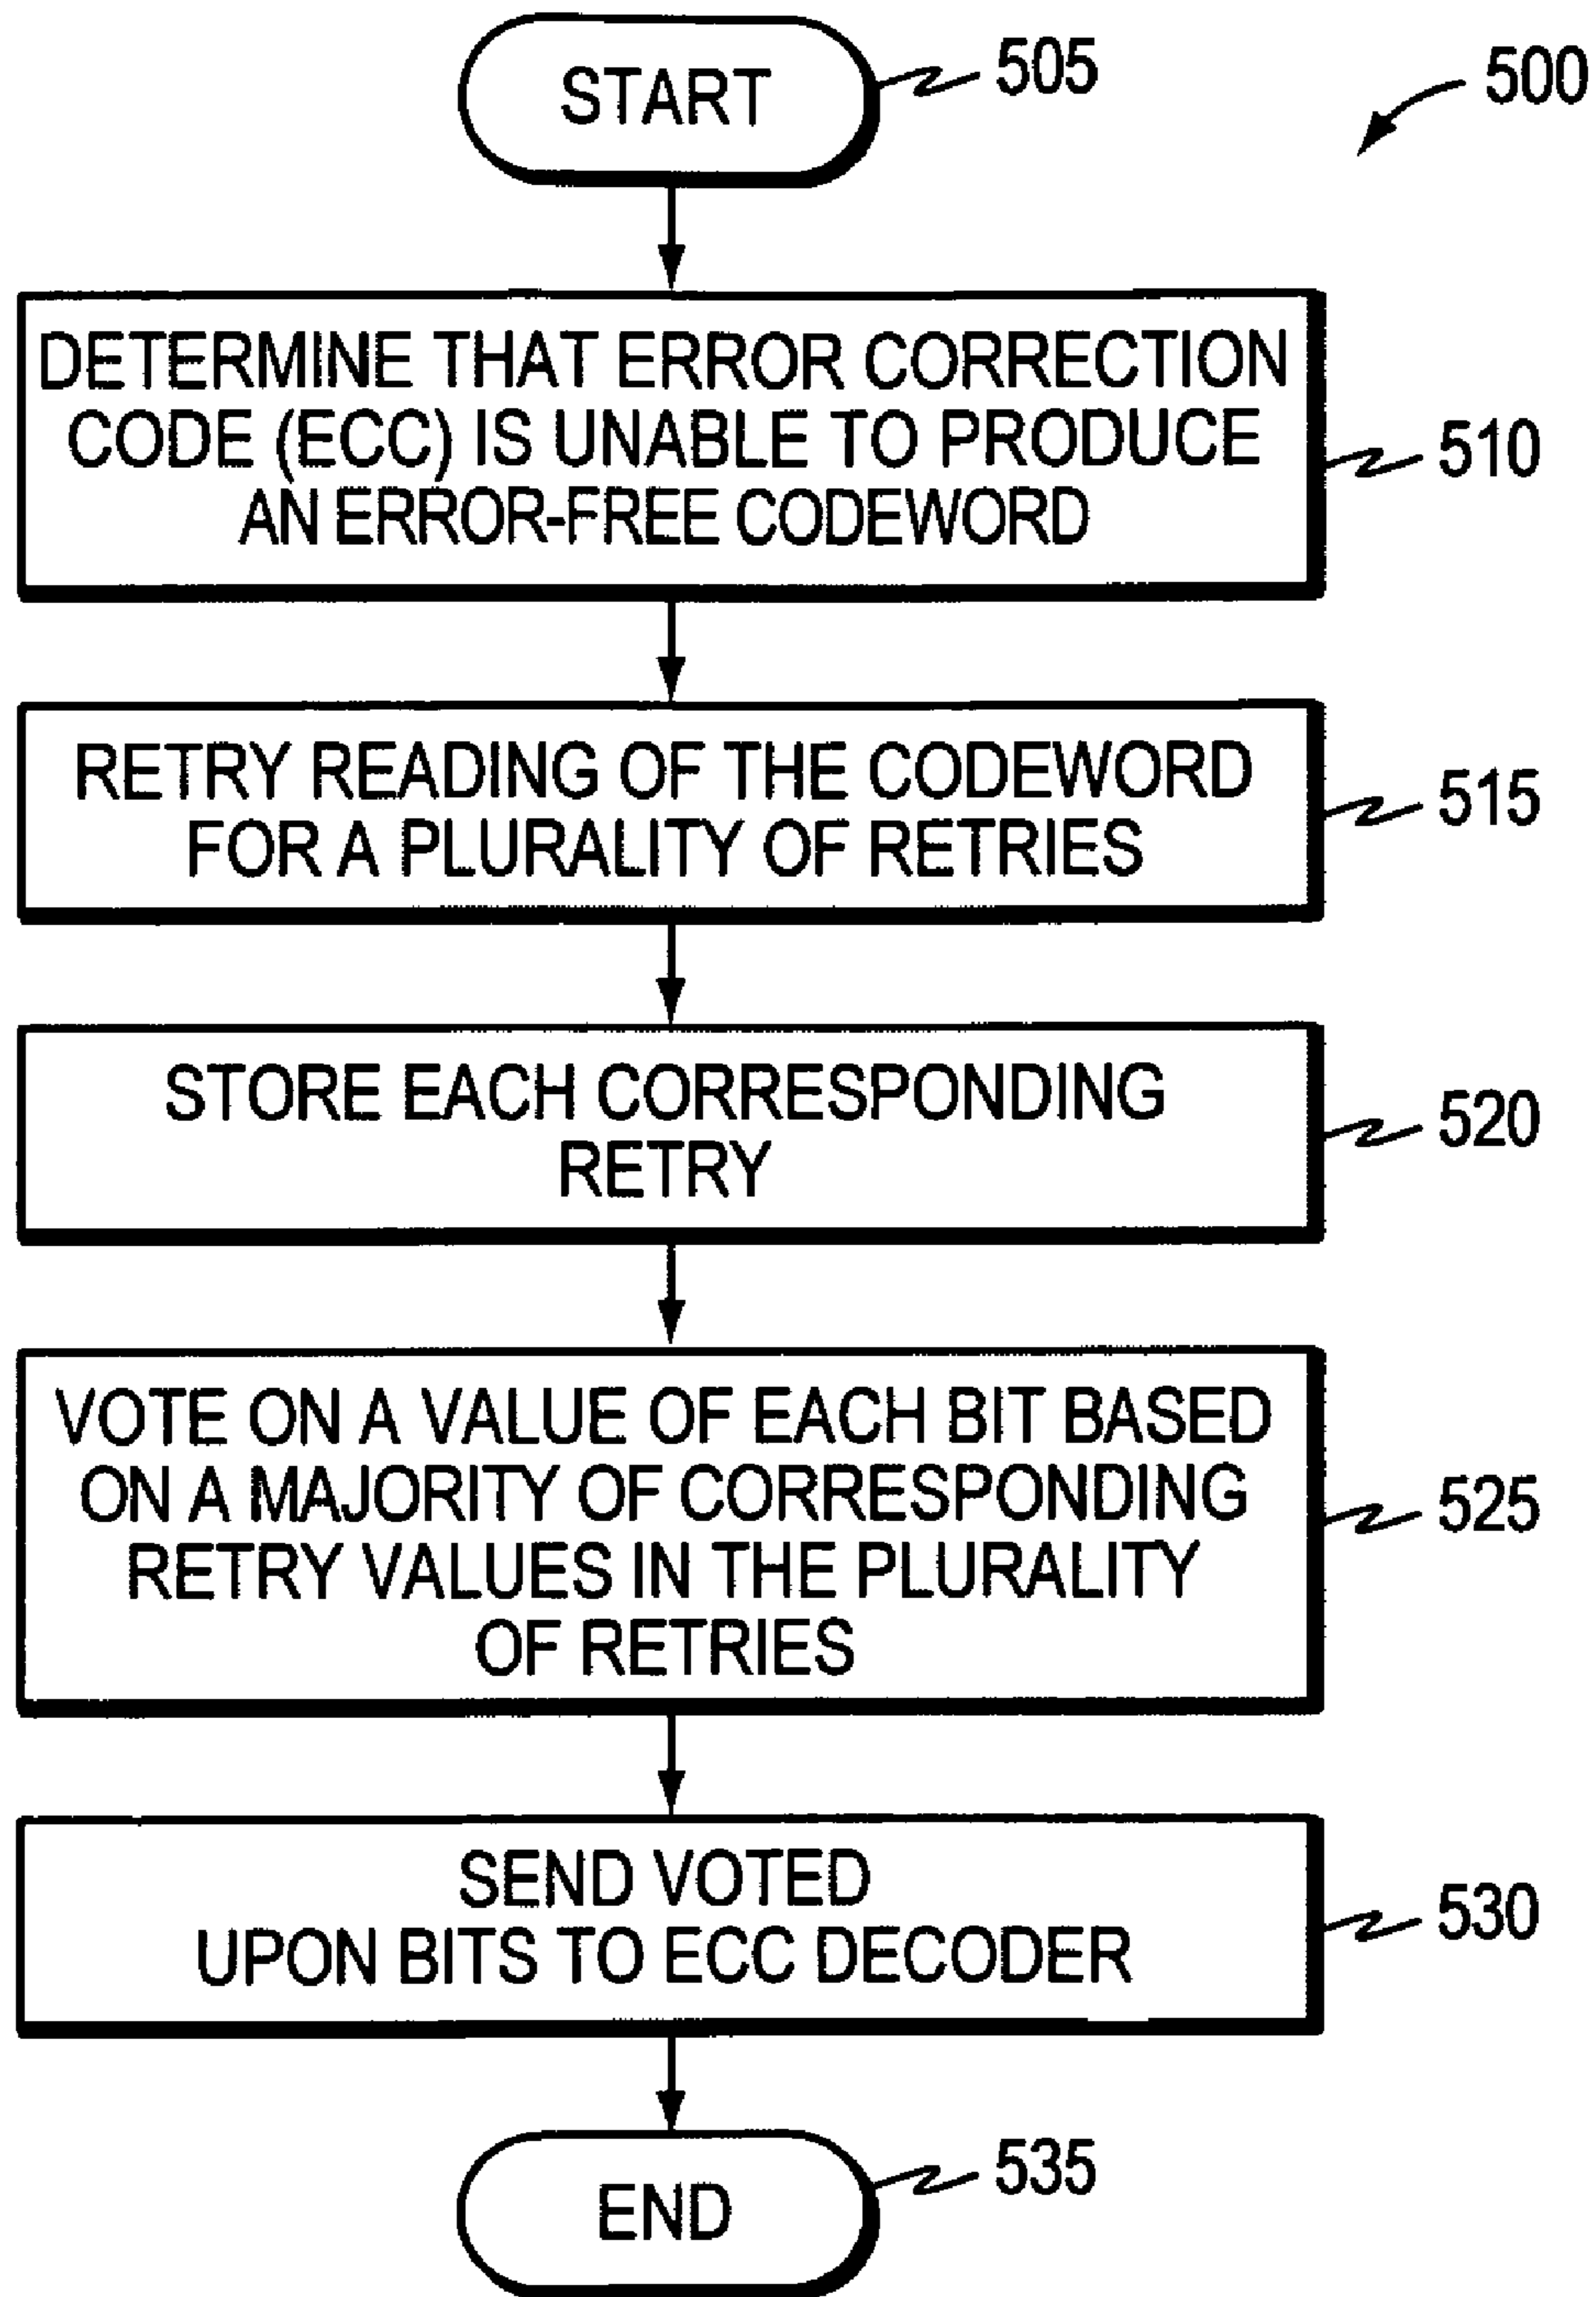 START
505
500
DETERMINE THAT ERROR CORRECTION
CODE (ECC) IS UNABLE TO PRODUCE
AN ERROR-FREE CODEWORD
510
RETRY READING OF THE CODEWORD
FOR A PLURALITY OF RETRIES
515
STORE EACH CORRESPONDING
RETRY
520
VOTE ON A VALUE OF EACH BIT BASED
ON A MAJORITY OF CORRESPONDING
RETRY VALUES IN THE PLURALITY
OF RETRIES
525
SEND VOTED
UPON BITS TO ECC DECODER
530
END
535